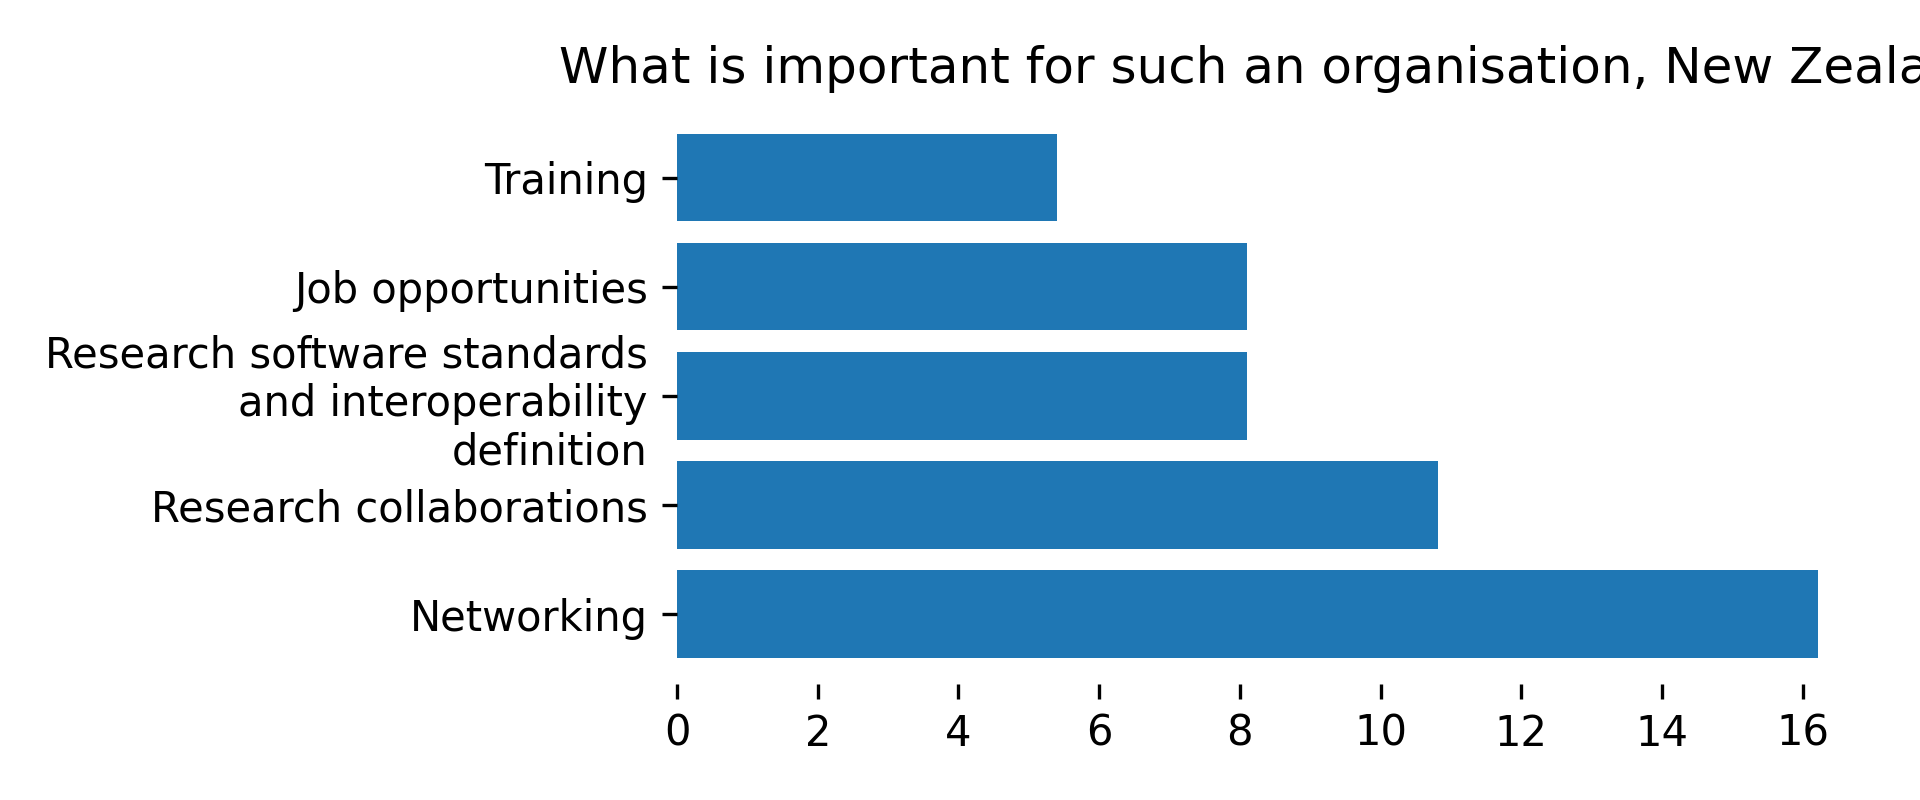 What is important for such an organisation, New Zeala
Training
Job opportunities
Research software standards
and interoperability
definition
Research collaborations
Networking
0 2 4 6 8 10 12 14 16